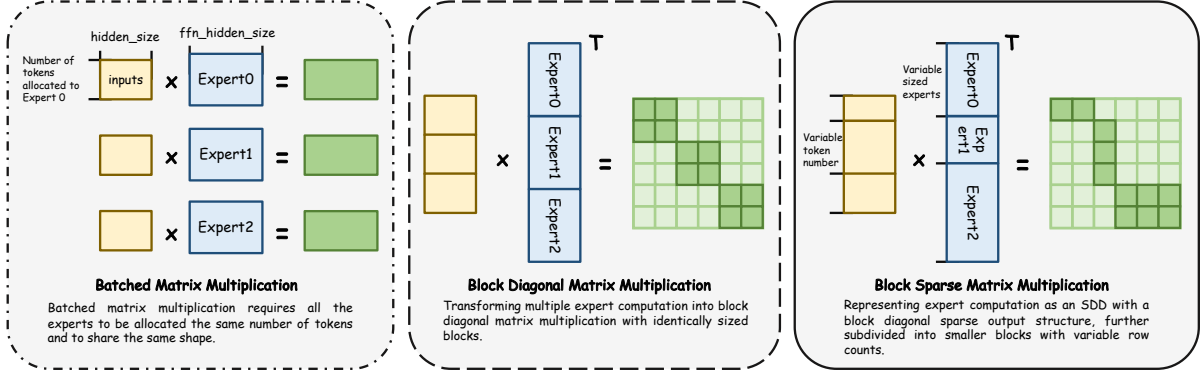 hidden_size
ffn_hidden_size
Number of
tokens
allocated to
Expert 0
inputs
×
Expert0
=
×
Expert1
=
×
Expert2
=
Batched Matrix Multiplication
Batched matrix multiplication requires all the
experts to be allocated the same number of tokens
and to share the same shape.
T
Expert0
Expert1
Expert2
×
=
Block Diagonal Matrix Multiplication
Transforming multiple expert computation into block
diagonal matrix multiplication with identically sized
blocks.
T
Variable
sized
experts
Expert0
Exp
ert1
Expert2
Variable
token
number
×
=
Block Sparse Matrix Multiplication
Representing expert computation as an SDD with a
block diagonal sparse output structure, further
subdivided into smaller blocks with variable row
counts.